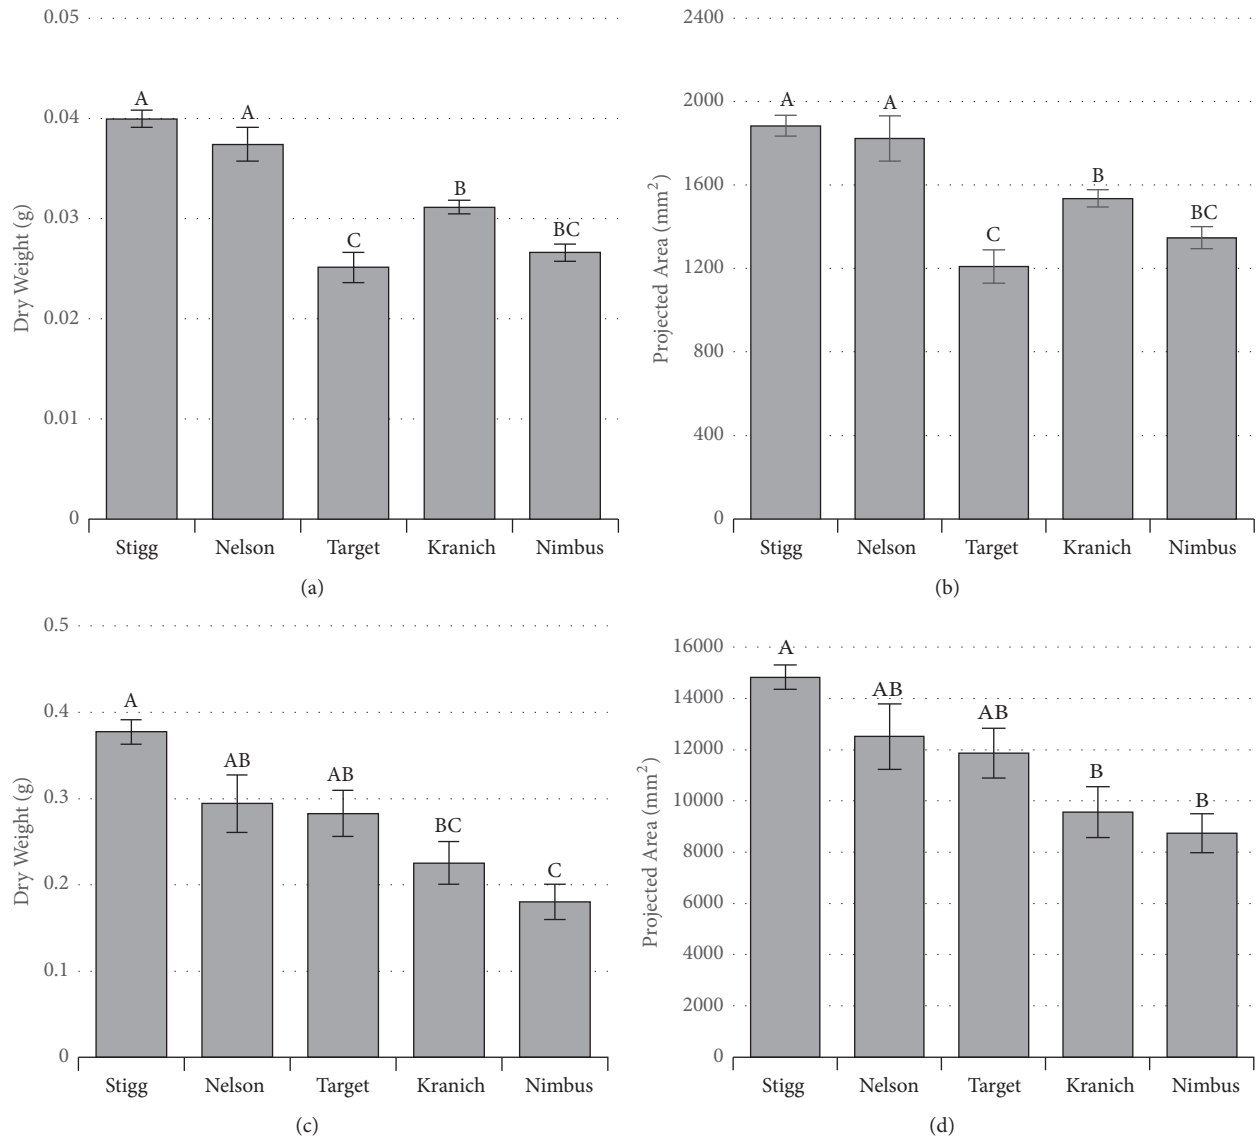 0.05
0.04
0.03
0.02
0.01
0
Dry Weight (g)
A
A
C
B
BC
Stigg Nelson Target Kranich Nimbus
(a)
2400
2000
1600
1200
800
400
0
Projected Area (mm²)
A
A
C
B
BC
Stigg Nelson Target Kranich Nimbus
(b)
0.5
0.4
0.3
0.2
0.1
0
Dry Weight (g)
A
AB
AB
BC
C
Stigg Nelson Target Kranich Nimbus
(c)
16000
14000
12000
10000
8000
6000
4000
2000
0
Projected Area (mm²)
A
AB
AB
B
B
Stigg Nelson Target Kranich Nimbus
(d)